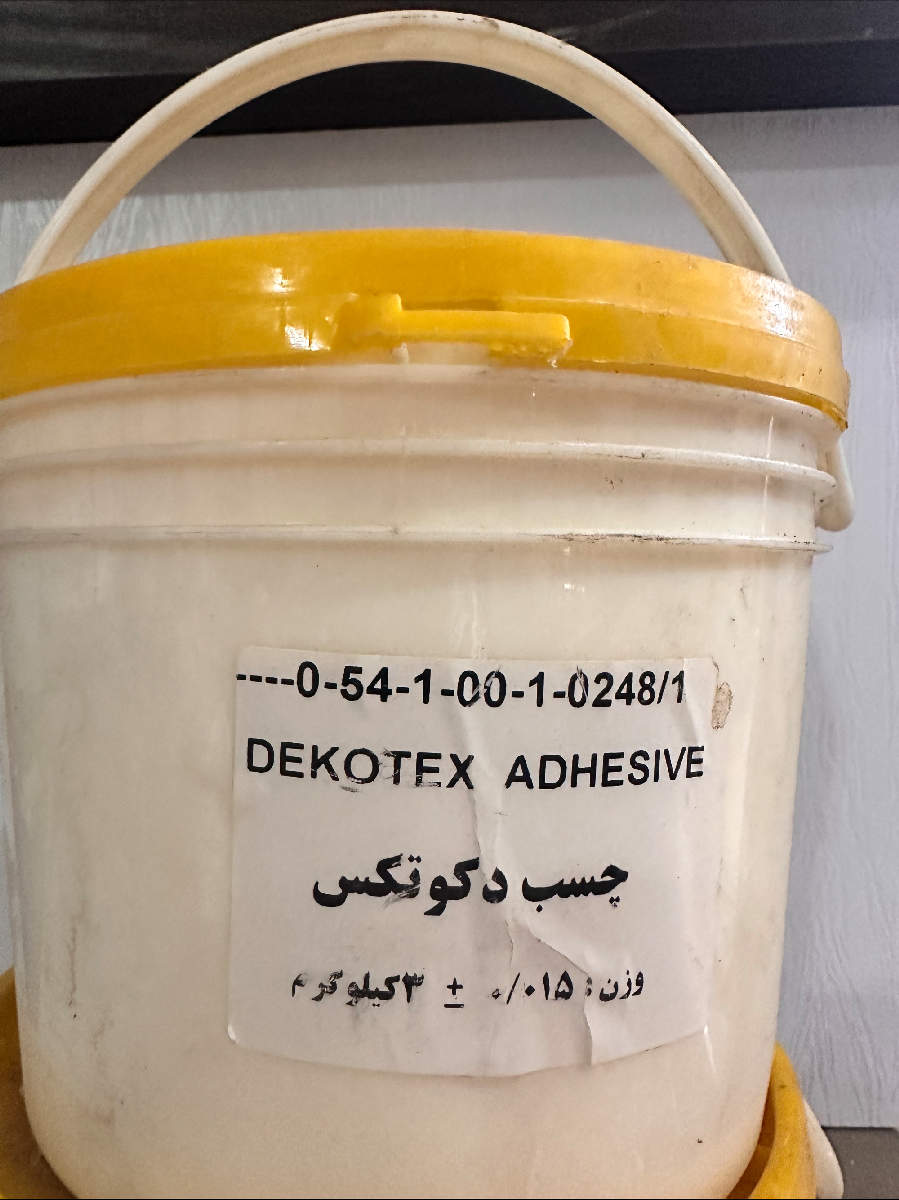 ----0-54-1-00-1-0248/1
DEKOTEX ADHESIVE
چسب دکوتکس
وزن : ۰/۰۱۵ ± ۳کیلوگرم